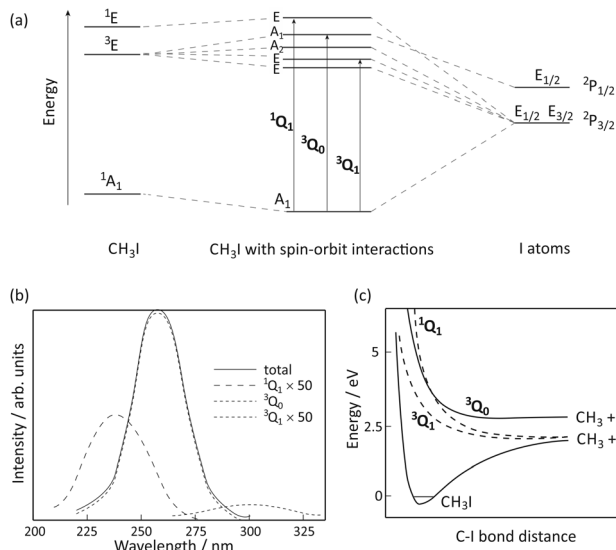 (a)
¹E
³E
E
A₁
A₂
E
E
E₁/₂
²P₁/₂
E₁/₂ E₃/₂
²P₃/₂
Energy
¹Q₁
³Q₀
³Q₁
¹A₁
A₁
CH₃I
CH₃I with spin-orbit interactions
I atoms
(b)
Intensity / arb. units
total
¹Q₁ × 50
³Q₀
³Q₁ × 50
200
225
250
275
300
325
Wavelength / nm
(c)
Energy / eV
5
2.5
0
¹Q₁
³Q₀
³Q₁
CH₃ +
CH₃ +
CH₃I
C-I bond distance